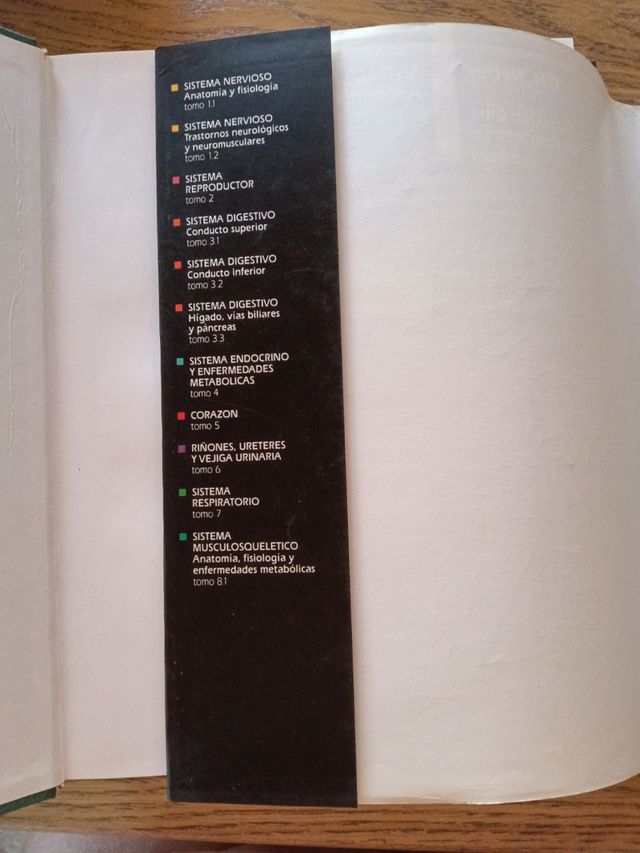 SISTEMA NERVIOSO
Anatomía y fisiología
tomo 1.1
SISTEMA NERVIOSO
Trastornos neurológicos
y neuromusculares
tomo 1.2
SISTEMA
REPRODUCTOR
tomo 2
SISTEMA DIGESTIVO
Conducto superior
tomo 3.1
SISTEMA DIGESTIVO
Conducto inferior
tomo 3.2
SISTEMA DIGESTIVO
Hígado, vías biliares
y páncreas
tomo 3.3
SISTEMA ENDOCRINO
Y ENFERMEDADES
METABOLICAS
tomo 4
CORAZON
tomo 5
RIÑONES, URETERES
Y VEJIGA URINARIA
tomo 6
SISTEMA
RESPIRATORIO
tomo 7
SISTEMA
MUSCULOSQUELETICO
Anatomía, fisiología y
enfermedades metabólicas
tomo 8.1